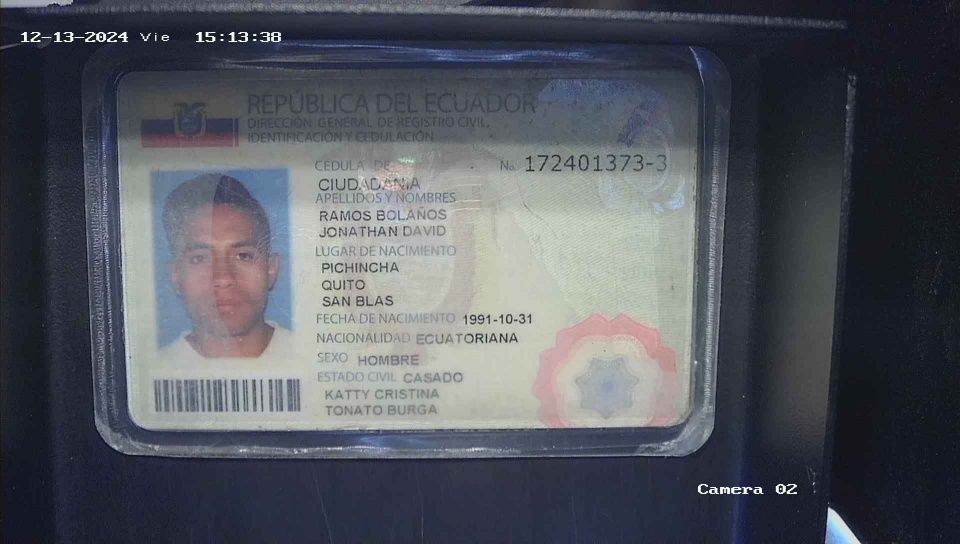 12-13-2024 Vie 15:13:38
REPÚBLICA DEL ECUADOR
DIRECCIÓN GENERAL DE REGISTRO CIVIL,
IDENTIFICACIÓN Y CEDULACIÓN
CEDULA DE No. 172401373-3
CIUDADANIA
APELLIDOS Y NOMBRES
RAMOS BOLAÑOS
JONATHAN DAVID
LUGAR DE NACIMIENTO
PICHINCHA
QUITO
SAN BLAS
FECHA DE NACIMIENTO 1991-10-31
NACIONALIDAD ECUATORIANA
SEXO HOMBRE
ESTADO CIVIL CASADO
KATTY CRISTINA
TONATO BURGA
Camera 02